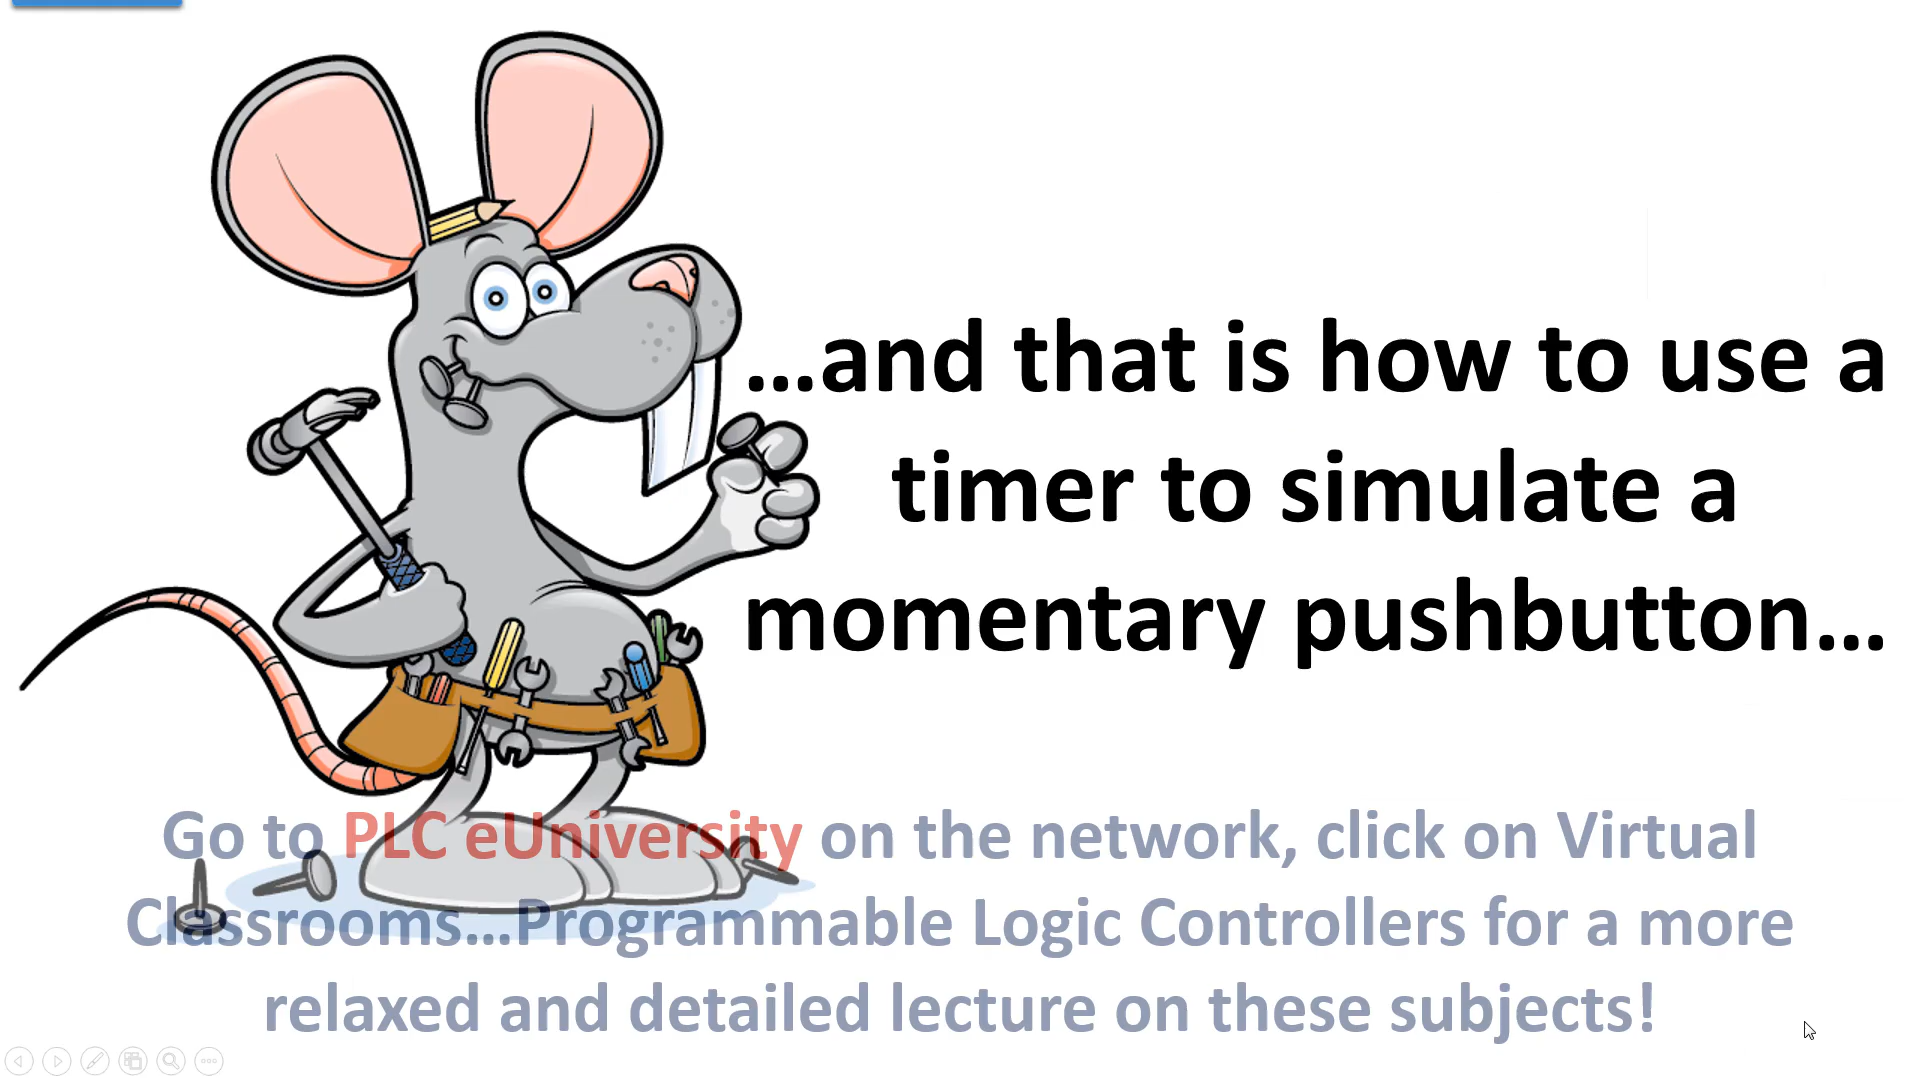 ...and that is how to use a
timer to simulate a
momentary pushbutton...
Go to PLC eUniversity on the network, click on Virtual
Classrooms...Programmable Logic Controllers for a more
relaxed and detailed lecture on these subjects!